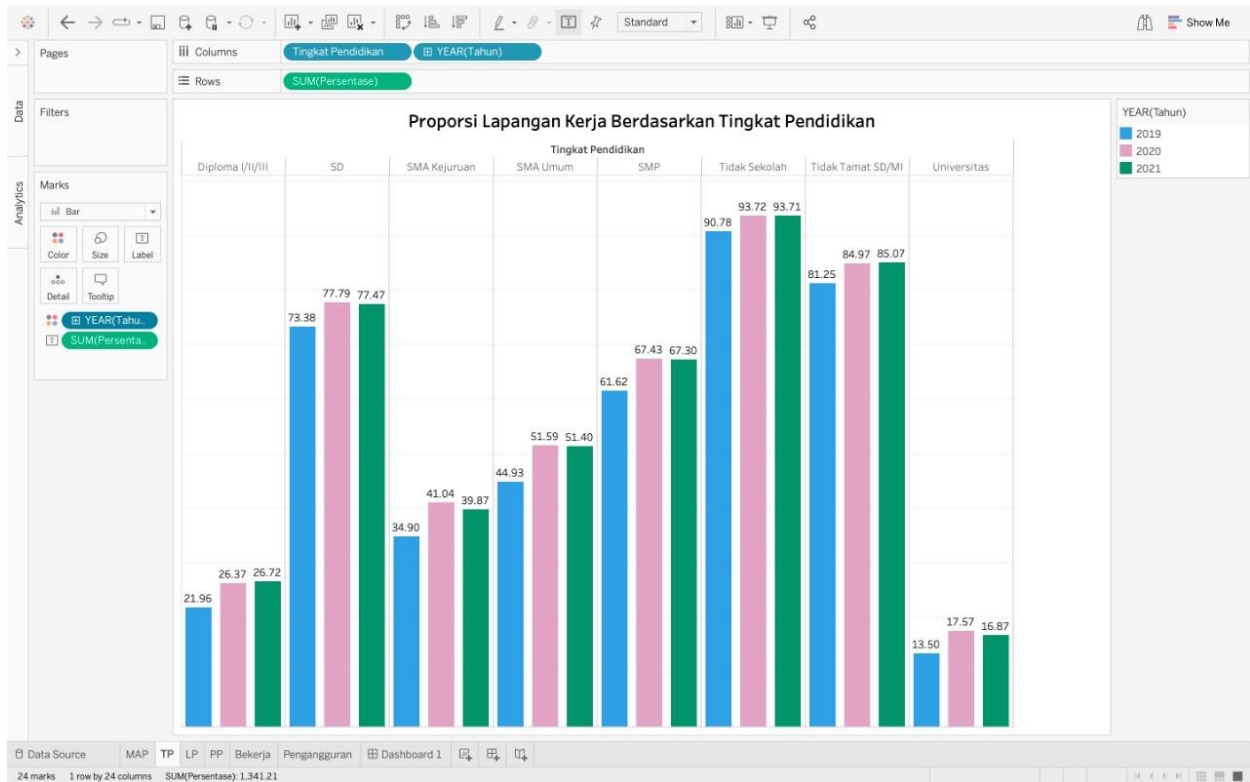 Standard
Show Me
Pages
iii Columns
Tingkat Pendidikan
YEAR(Tahun)
Rows
SUM(Persentase)
Data
Analytics
Filters
Marks
Bar
Color
Size
Label
Detail
Tooltip
YEAR(Tahu..
SUM(Persenta..
Proporsi Lapangan Kerja Berdasarkan Tingkat Pendidikan
Tingkat Pendidikan
Diploma I/II/III SD SMA Kejuruan SMA Umum SMP Tidak Sekolah Tidak Tamat SD/MI Universitas
21.96 26.37 26.72
73.38 77.79 77.47
34.90 41.04 39.87
44.93 51.59 51.40
61.62 67.43 67.30
90.78 93.72 93.71
81.25 84.97 85.07
13.50 17.57 16.87
YEAR(Tahun)
2019
2020
2021
Data Source MAP TP LP PP Bekerja Pengangguran Dashboard 1
24 marks 1 row by 24 columns SUM(Persentase): 1,341.21